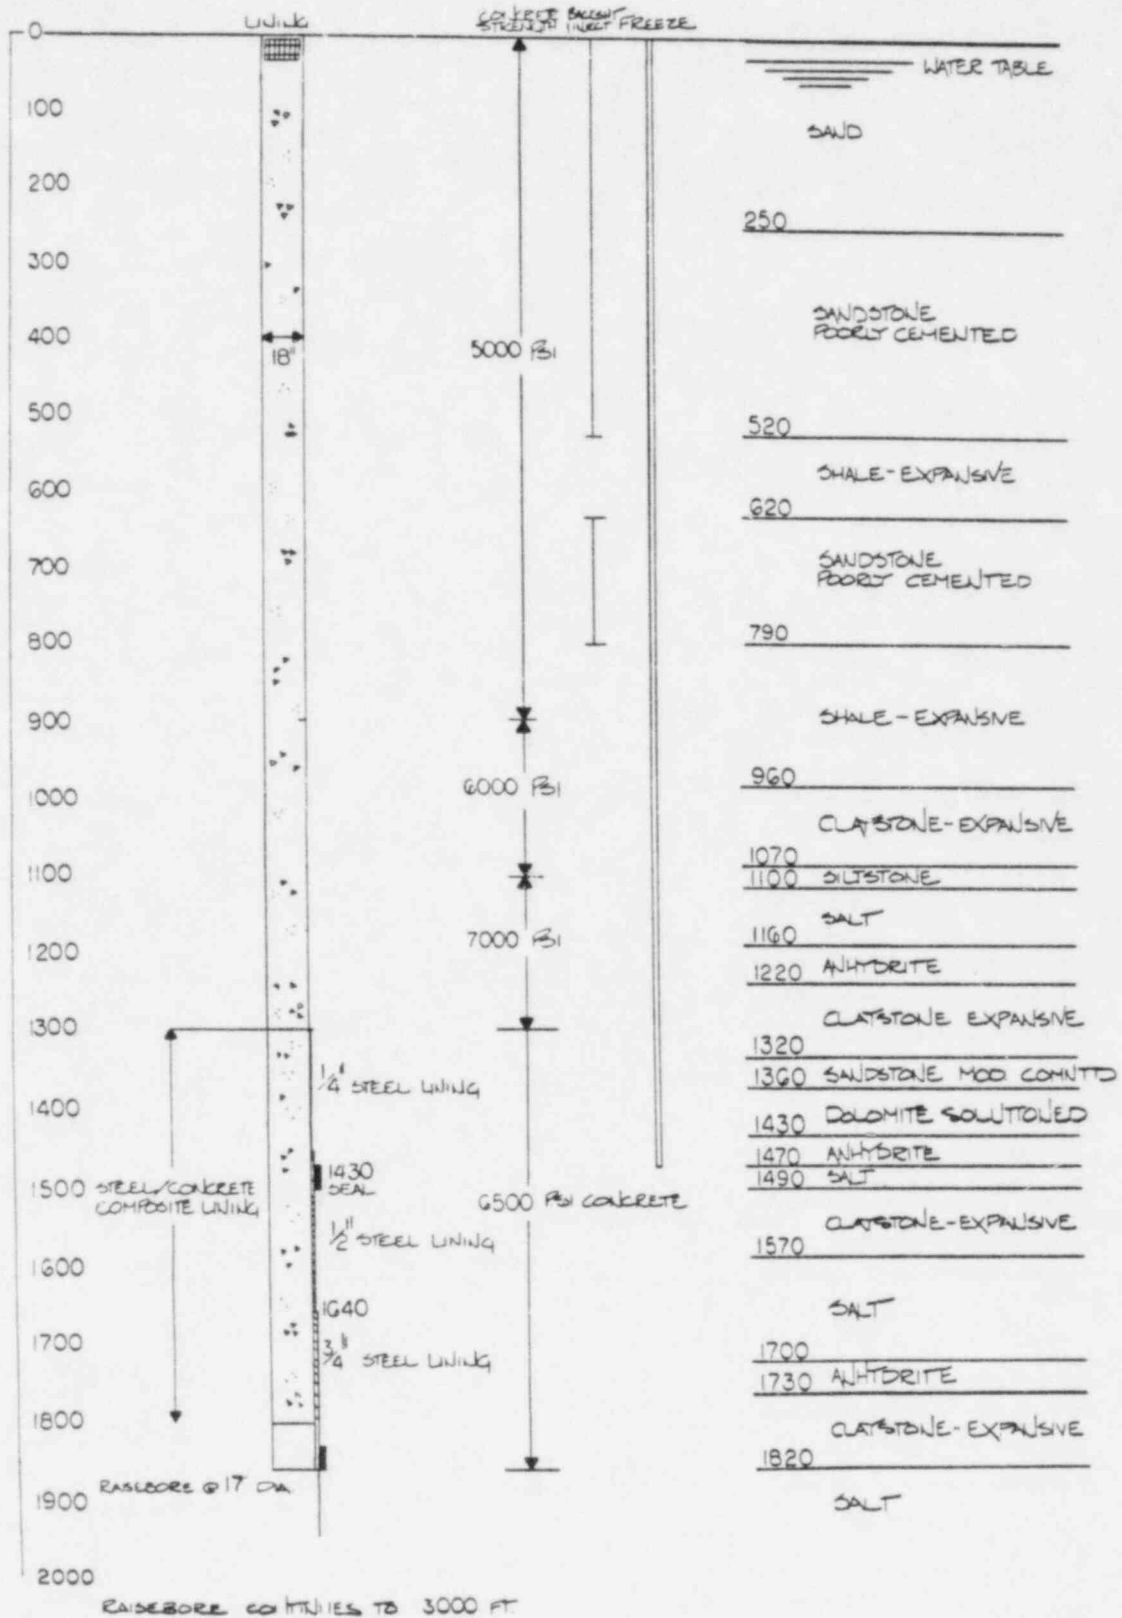 LINING
CONCRETE STRENGTH
FREEZE
0
WATER TABLE
100
SAND
200
250
300
SANDSTONE
POORLY CEMENTED
400
18"
5000 PSI
500
520
SHALE-EXPANSIVE
600
620
SANDSTONE
POORLY CEMENTED
700
790
800
900
SHALE-EXPANSIVE
960
6000 PSI
1000
CLAYSTONE-EXPANSIVE
1070
1100
1100 SILTSTONE
SALT
7000 PSI
1160
1200
1220 ANHYDRITE
CLAYSTONE EXPANSIVE
1300
1320
1/4" STEEL LINING
1360 SANDSTONE MOD. COMNTD
1400
1430 DOLOMITE SOLUTIONED
1470 ANHYDRITE
1430
SEAL
1490 SALT
1500
STEEL/CONCRETE
COMPOSITE LINING
6500 PSI CONCRETE
CLAYSTONE-EXPANSIVE
1/2" STEEL LINING
1570
1600
1640
SALT
1700
3/4" STEEL LINING
1700
1730 ANHYDRITE
1800
CLAYSTONE-EXPANSIVE
1820
RAISEBORE @ 17' DIA
1900
SALT
2000
RAISEBORE CONTINUES TO 3000 FT.